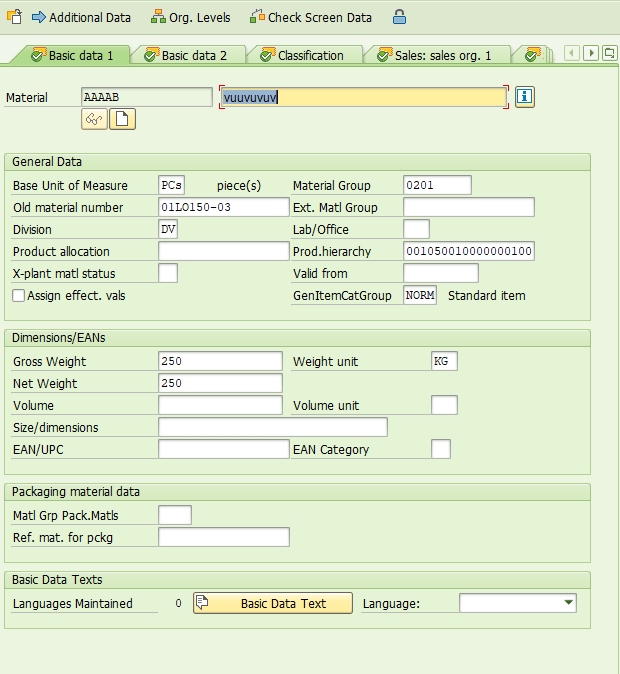 Additional Data Org. Levels Check Screen Data
Basic data 1 Basic data 2 Classification Sales: sales org. 1
Material AAAAB vuuvuvuv
General Data
Base Unit of Measure PCs piece(s) Material Group 0201
Old material number 01LO150-03 Ext. Matl Group
Division DV Lab/Office
Product allocation Prod.hierarchy 001050010000000100
X-plant matl status Valid from
Assign effect. vals GenItemCatGroup NORM Standard item
Dimensions/EANs
Gross Weight 250 Weight unit KG
Net Weight 250
Volume Volume unit
Size/dimensions
EAN/UPC EAN Category
Packaging material data
Matl Grp Pack.Matls
Ref. mat. for pckg
Basic Data Texts
Languages Maintained 0 Basic Data Text Language: